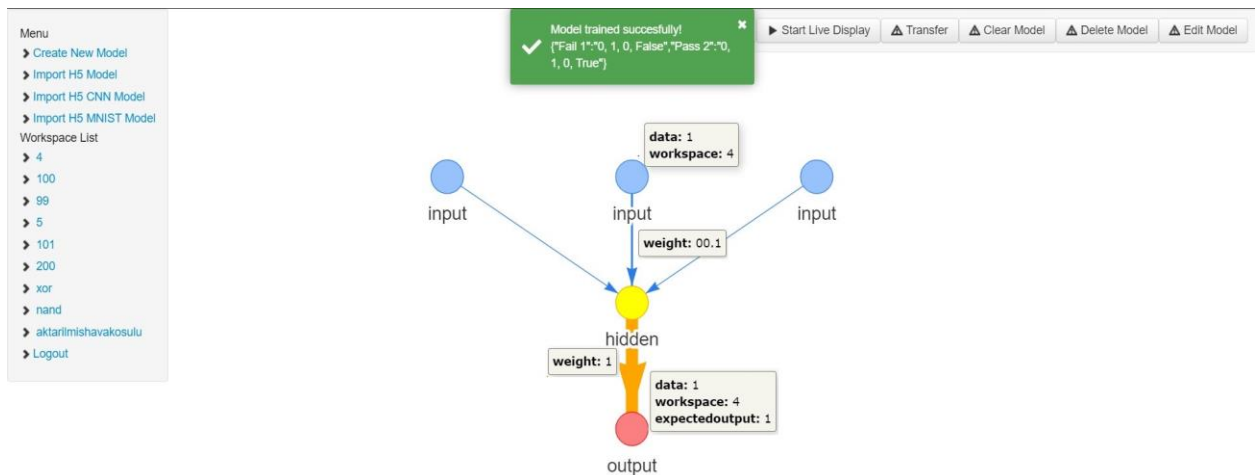 Menu
Create New Model
Import H5 Model
Import H5 CNN Model
Import H5 MNIST Model
Workspace List
4
100
99
5
101
200
xor
nand
aktarilmishavakosulu
Logout
Model trained succesfully!
{"Fail 1":"0, 1, 0, False","Pass 2":"0,
1, 0, True"}
Start Live Display
Transfer
Clear Model
Delete Model
Edit Model
data: 1
workspace: 4
input
input
input
weight: 00.1
hidden
weight: 1
data: 1
workspace: 4
expectedoutput: 1
output